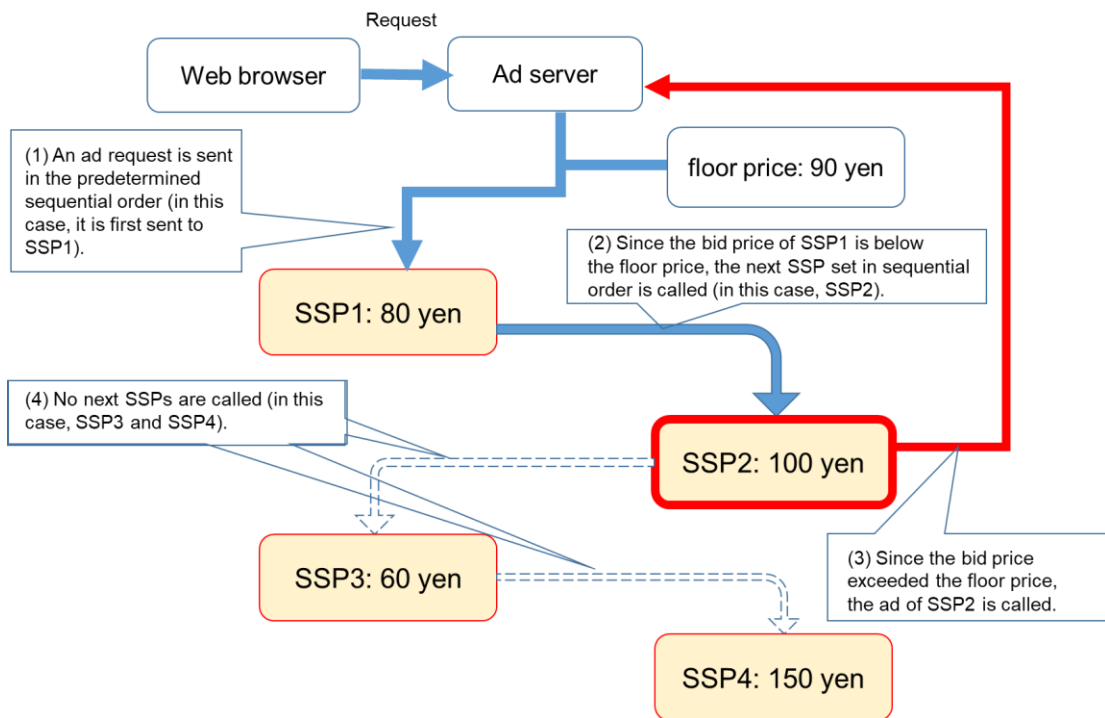 Request
Web browser
Ad server
(1) An ad request is sent
in the predetermined
sequential order (in this
case, it is first sent to
SSP1).
floor price: 90 yen
(2) Since the bid price of SSP1 is below
the floor price, the next SSP set in sequential
order is called (in this case, SSP2).
SSP1: 80 yen
(4) No next SSPs are called (in this
case, SSP3 and SSP4).
SSP2: 100 yen
SSP3: 60 yen
(3) Since the bid price
exceeded the floor price,
the ad of SSP2 is called.
SSP4: 150 yen